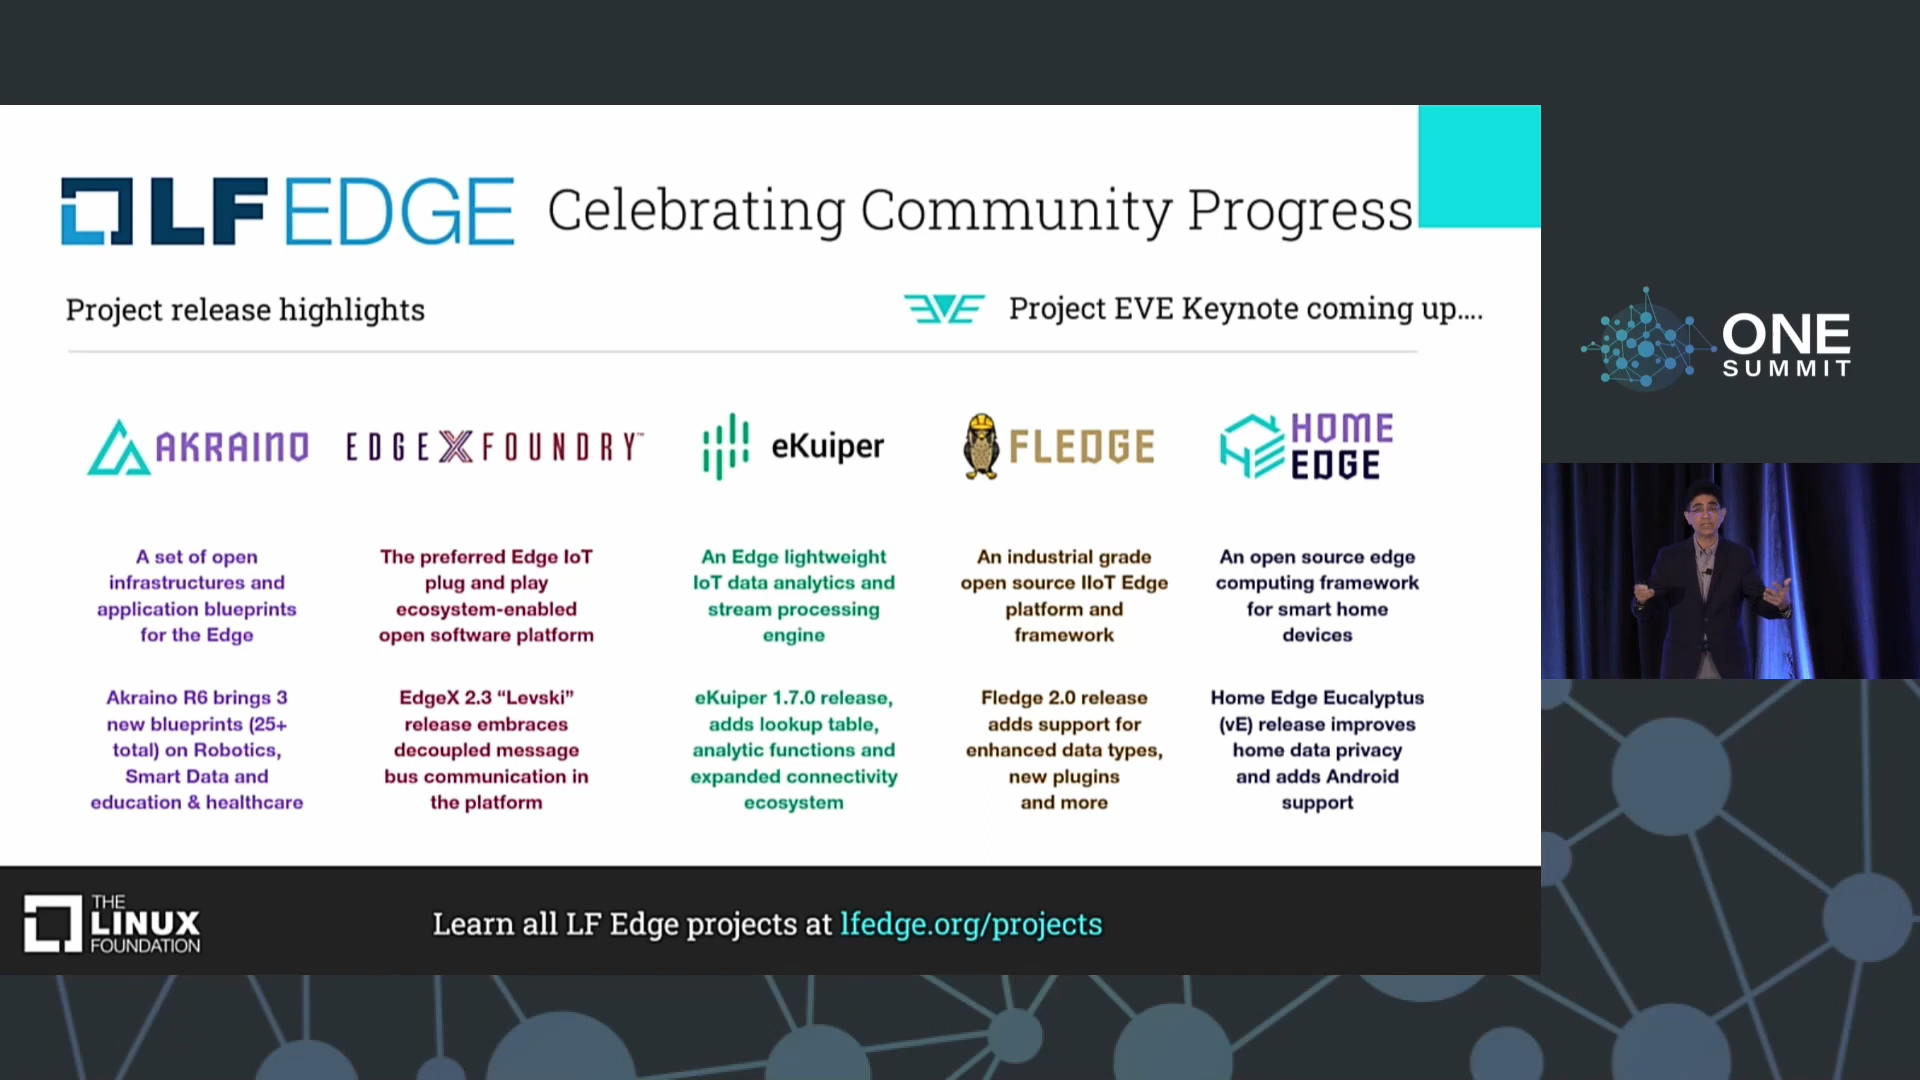 LF EDGE Celebrating Community Progress
Project release highlights
EVE Project EVE Keynote coming up....
AKRAINO
EDGE X FOUNDRY™
eKuiper
FLEDGE
HOME
EDGE
A set of open
infrastructures and
application blueprints
for the Edge
The preferred Edge IoT
plug and play
ecosystem-enabled
open software platform
An Edge lightweight
IoT data analytics and
stream processing
engine
An industrial grade
open source IIoT Edge
platform and
framework
An open source edge
computing framework
for smart home
devices
Akraino R6 brings 3
new blueprints (25+
total) on Robotics,
Smart Data and
education & healthcare
EdgeX 2.3 “Levski”
release embraces
decoupled message
bus communication in
the platform
eKuiper 1.7.0 release,
adds lookup table,
analytic functions and
expanded connectivity
ecosystem
Fledge 2.0 release
adds support for
enhanced data types,
new plugins
and more
Home Edge Eucalyptus
(vE) release improves
home data privacy
and adds Android
support
THE
LINUX
FOUNDATION
Learn all LF Edge projects at lfedge.org/projects
ONE
SUMMIT